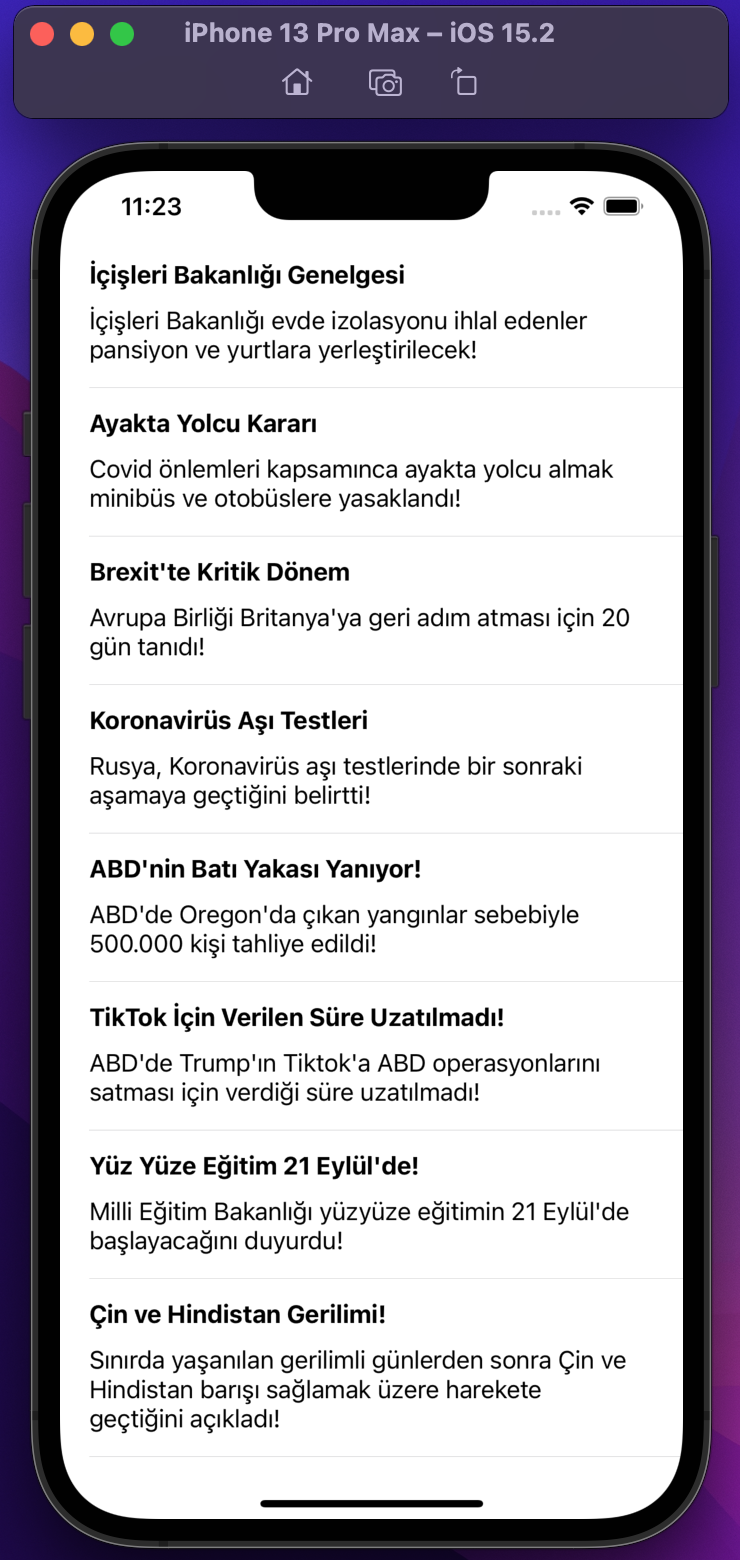 iPhone 13 Pro Max – iOS 15.2
11:23
İçişleri Bakanlığı Genelgesi
İçişleri Bakanlığı evde izolasyonu ihlal edenler
pansiyon ve yurtlara yerleştirilecek!
Ayakta Yolcu Kararı
Covid önlemleri kapsamınca ayakta yolcu almak
minibüs ve otobüslere yasaklandı!
Brexit'te Kritik Dönem
Avrupa Birliği Britanya'ya geri adım atması için 20
gün tanıdı!
Koronavirüs Aşı Testleri
Rusya, Koronavirüs aşı testlerinde bir sonraki
aşamaya geçtiğini belirtti!
ABD'nin Batı Yakası Yanıyor!
ABD'de Oregon'da çıkan yangınlar sebebiyle
500.000 kişi tahliye edildi!
TikTok İçin Verilen Süre Uzatılmadı!
ABD'de Trump'ın Tiktok'a ABD operasyonlarını
satması için verdiği süre uzatılmadı!
Yüz Yüze Eğitim 21 Eylül'de!
Milli Eğitim Bakanlığı yüzyüze eğitimin 21 Eylül'de
başlayacağını duyurdu!
Çin ve Hindistan Gerilimi!
Sınırda yaşanılan gerilimli günlerden sonra Çin ve
Hindistan barışı sağlamak üzere harekete
geçtiğini açıkladı!